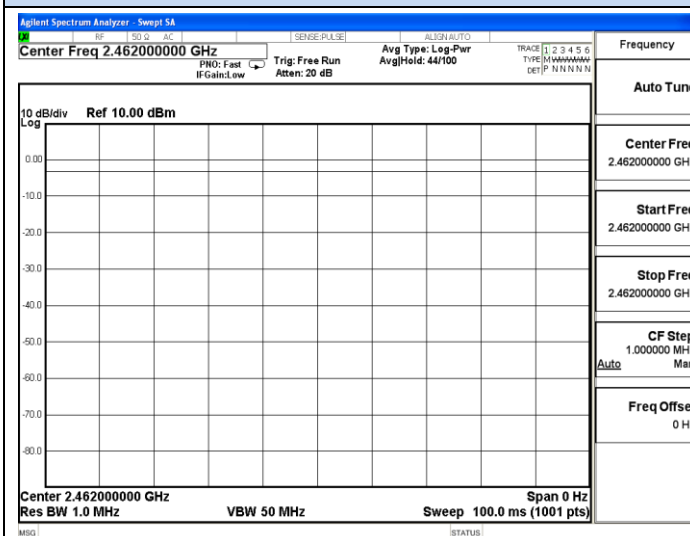 Agilent Spectrum Analyzer - Swept SA
RF 50 Ω AC SENSE:PULSE ALIGN AUTO
Center Freq 2.462000000 GHz
PNO: Fast
IFGain:Low
Trig: Free Run
Atten: 20 dB
Avg Type: Log-Pwr
Avg|Hold: 44/100
TRACE 1 2 3 4 5 6
TYPE M WWWWW
DET P N N N N N
Frequency
Auto Tun
10 dB/div Ref 10.00 dBm
Log
0.00
-10.0
-20.0
-30.0
-40.0
-50.0
-60.0
-70.0
-80.0
Center 2.462000000 GHz
Span 0 Hz
Res BW 1.0 MHz
VBW 50 MHz
Sweep 100.0 ms (1001 pts)
MSG
STATUS
Center Fre
2.462000000 GH
Start Fre
2.462000000 GH
Stop Fre
2.462000000 GH
CF Ste
1.000000 MH
Auto Ma
Freq Offse
0 H